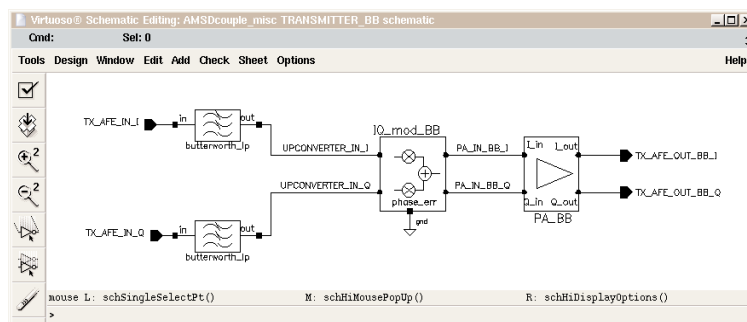 Virtuoso® Schematic Editing: AMSDcouple_misc TRANSMITTER_BB schematic
Cmd: Sel: 0
Tools Design Window Edit Add Check Sheet Options Help
TX_AFE_IN_I in out
butterworth_lp
IQ_mod_BB
UPCONVERTER_IN_I PA_IN_BB_I I_in I_out TX_AFE_OUT_BB_I
UPCONVERTER_IN_Q PA_IN_BB_Q Q_in Q_out TX_AFE_OUT_BB_Q
phase_err
PA_BB
gnd
TX_AFE_IN_Q in out
butterworth_lp
2
2
mouse L: schSingleSelectPt() M: schHiMousePopUp() R: schHiDisplayOptions()
>